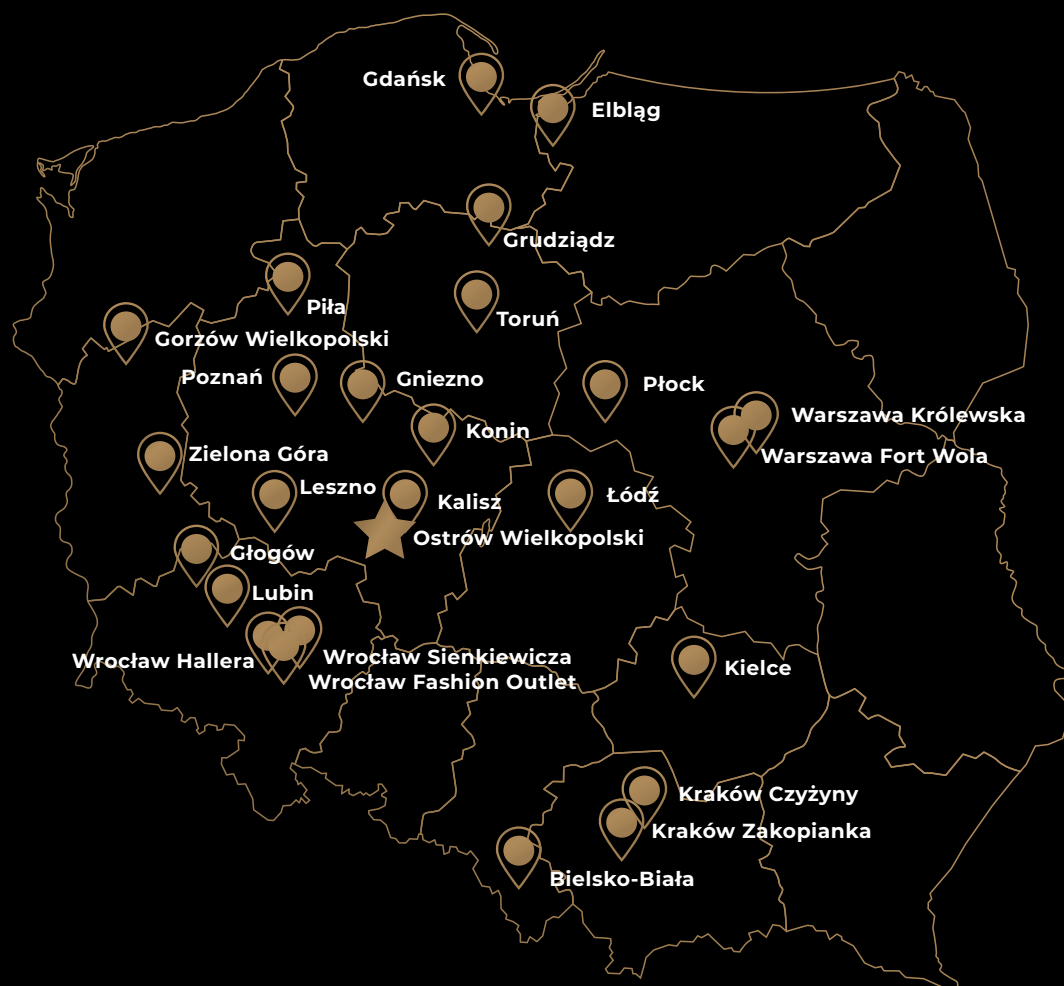 Gdańsk
Elbląg
Grudziądz
Piła
Toruń
Gorzów Wielkopolski
Poznań
Gniezno
Płock
Warszawa Królewska
Konin
Zielona Góra
Warszawa Fort Wola
Leszno
Kalisz
Łódź
Ostrów Wielkopolski
Głogów
Lubin
Wrocław Hallera
Wrocław Sienkiewicza
Wrocław Fashion Outlet
Kielce
Kraków Czyżyny
Kraków Zakopianka
Bielsko-Biała